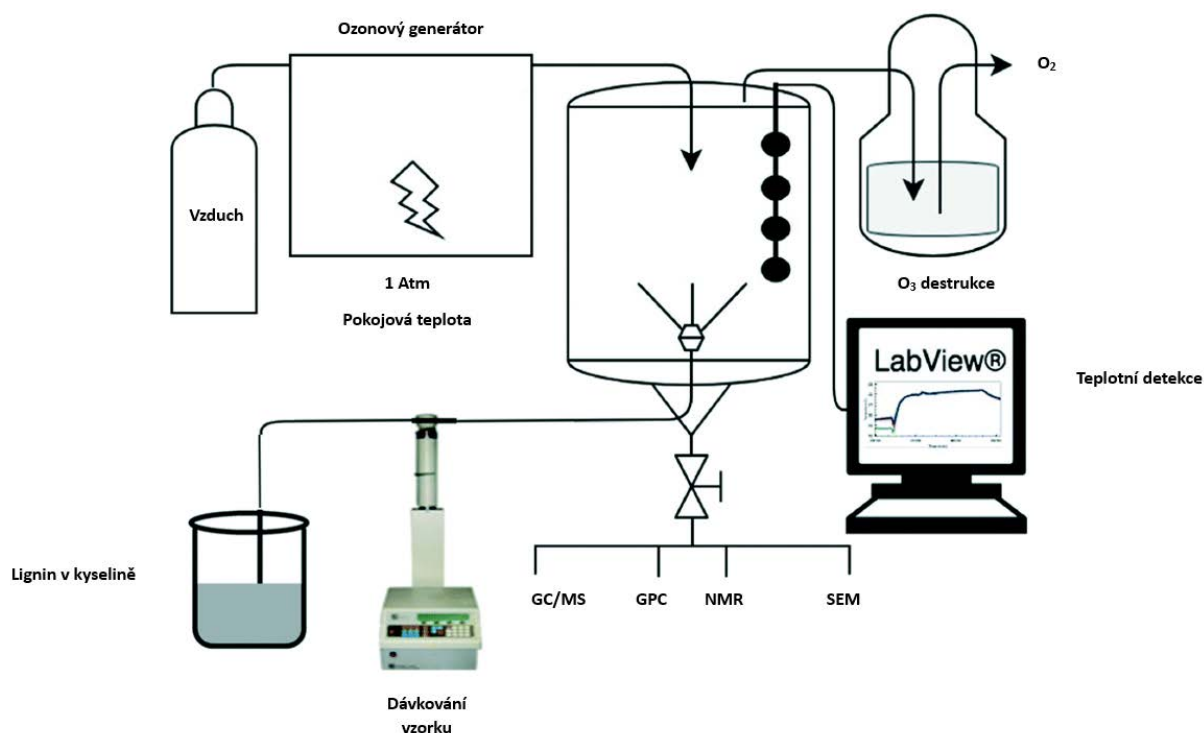 Ozonový generátor
O₂
Vzduch
1 Atm
O₃ destrukce
Pokojová teplota
LabView®
Teplotní detekce
Lignin v kyselině
GC/MS
GPC
NMR
SEM
Dávkování
vzorku